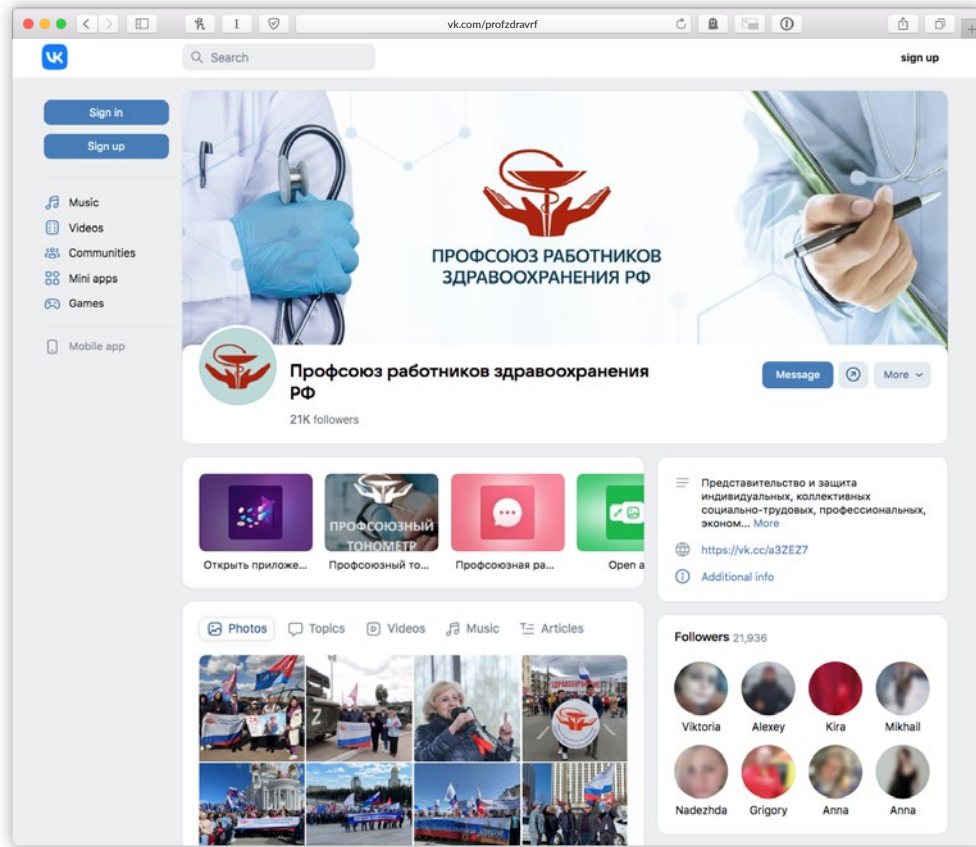 vk.com/profzdravrf
Search
sign up
Sign in
Sign up
Music
Videos
Communities
Mini apps
Games
Mobile app
ПРОФСОЮЗ РАБОТНИКОВ
ЗДРАВООХРАНЕНИЯ РФ
Профсоюз работников здравоохранения
РФ
21K followers
Message
More
ПРОФСОЮЗНЫЙ
ТОНОМЕТР
Открыть приложе...
Профсоюзный то...
Профсоюзная ра...
Open a
Представительство и защита
индивидуальных, коллективных
социально-трудовых, профессиональных,
эконом... More
https://vk.cc/a3ZEZ7
Additional info
Photos
Topics
Videos
Music
Articles
Z
Followers 21,936
Viktoria
Alexey
Kira
Mikhail
Nadezhda
Grigory
Anna
Anna